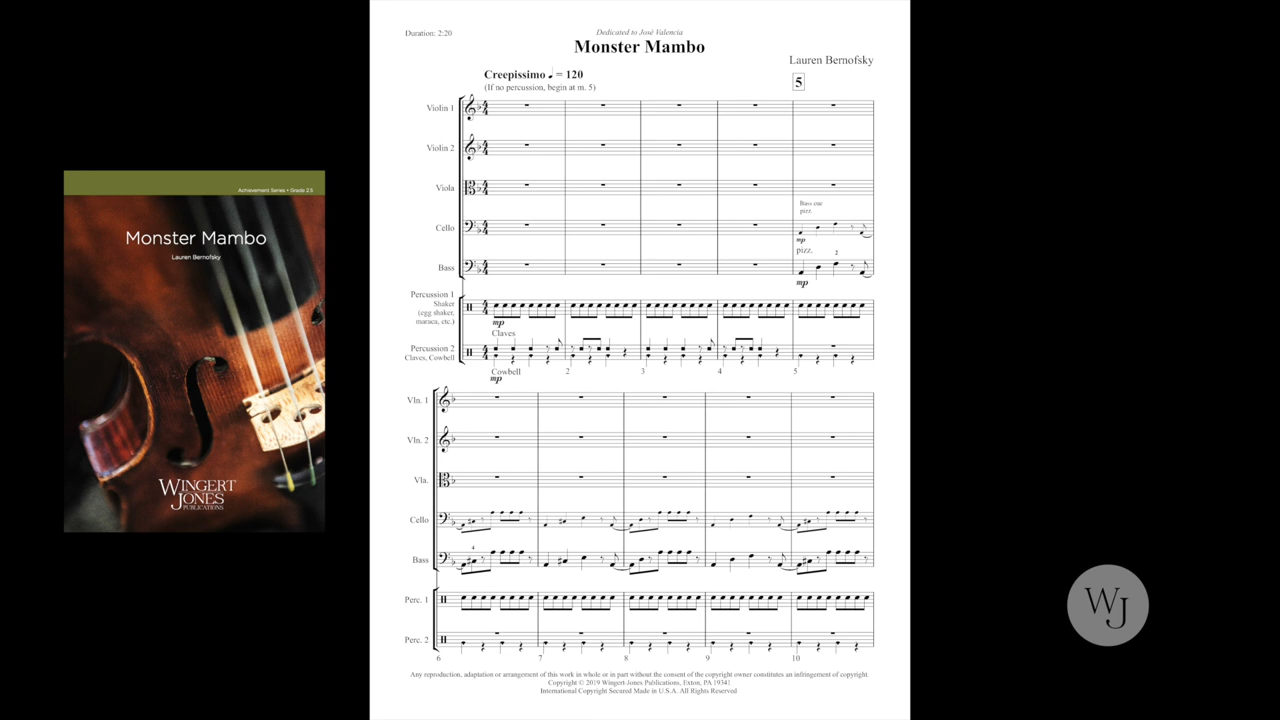 Achievement Series • Grade 2.5
Monster Mambo
Lauren Bernofsky
WINGERT
JONES
PUBLICATIONS
Duration: 2:20
Dedicated to José Valencia
Monster Mambo
Lauren Bernofsky
Creepissimo ♩ = 120
(If no percussion, begin at m. 5)
5
Violin 1
Violin 2
Viola
Bass cue
pizz.
Cello
mp
pizz.
2
Bass
mp
Percussion 1
Shaker
(egg shaker,
maraca, etc.)
mp
Claves
Percussion 2
Claves, Cowbell
Cowbell
mp
2 3 4 5
Vln. 1
Vln. 2
Vla.
Cello
4
Bass
Perc. 1
Perc. 2
6 7 8 9 10
Any reproduction, adaptation or arrangement of this work in whole or in part without the consent of the copyright owner constitutes an infringement of copyright
Copyright © 2019 Wingert-Jones Publications, Exton, PA 19341
International Copyright Secured Made in U.S.A. All Rights Reserved
WJ